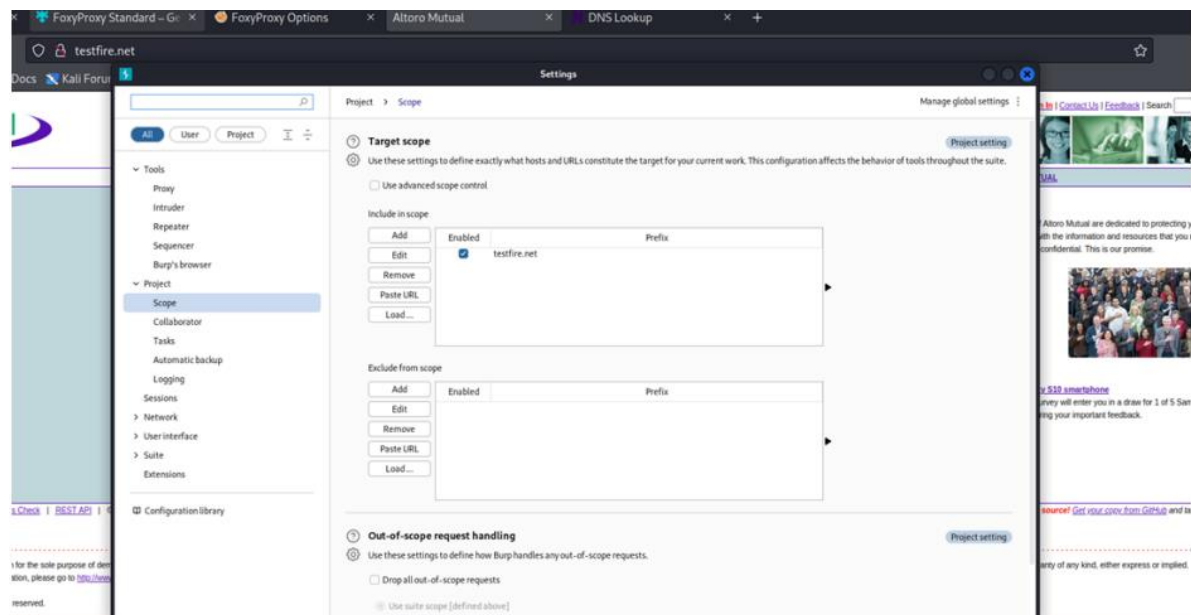 FoxyProxy Standard – Ge
FoxyProxy Options
Altoro Mutual
DNS Lookup
testfire.net
Docs
Kali Forum
Settings
Project > Scope
Manage global settings
All
User
Project
Tools
Proxy
Intruder
Repeater
Sequencer
Burp's browser
Project
Scope
Collaborator
Tasks
Automatic backup
Logging
Sessions
Network
User interface
Suite
Extensions
Configuration library
Target scope
Project setting
Use these settings to define exactly what hosts and URLs constitute the target for your current work. This configuration affects the behavior of tools throughout the suite.
Use advanced scope control
Include in scope
Add
Edit
Remove
Paste URL
Load...
Enabled
Prefix
testfire.net
Exclude from scope
Add
Edit
Remove
Paste URL
Load...
Enabled
Prefix
Out-of-scope request handling
Project setting
Use these settings to define how Burp handles any out-of-scope requests.
Drop all out-of-scope requests
Use suite scope [defined above]
In | Contact Us | Feedback | Search
UAL
Altoro Mutual are dedicated to protecting y
with the information and resources that you
confidential. This is our promise.
y S10 smartphone
urvey will enter you in a draw for 1 of 5 Sam
ring your important feedback.
s Check | REST API |
source! Get your copy from GitHub and ta
for the sole purpose of dem
ation, please go to http://www
reserved.
anty of any kind, either express or implied.